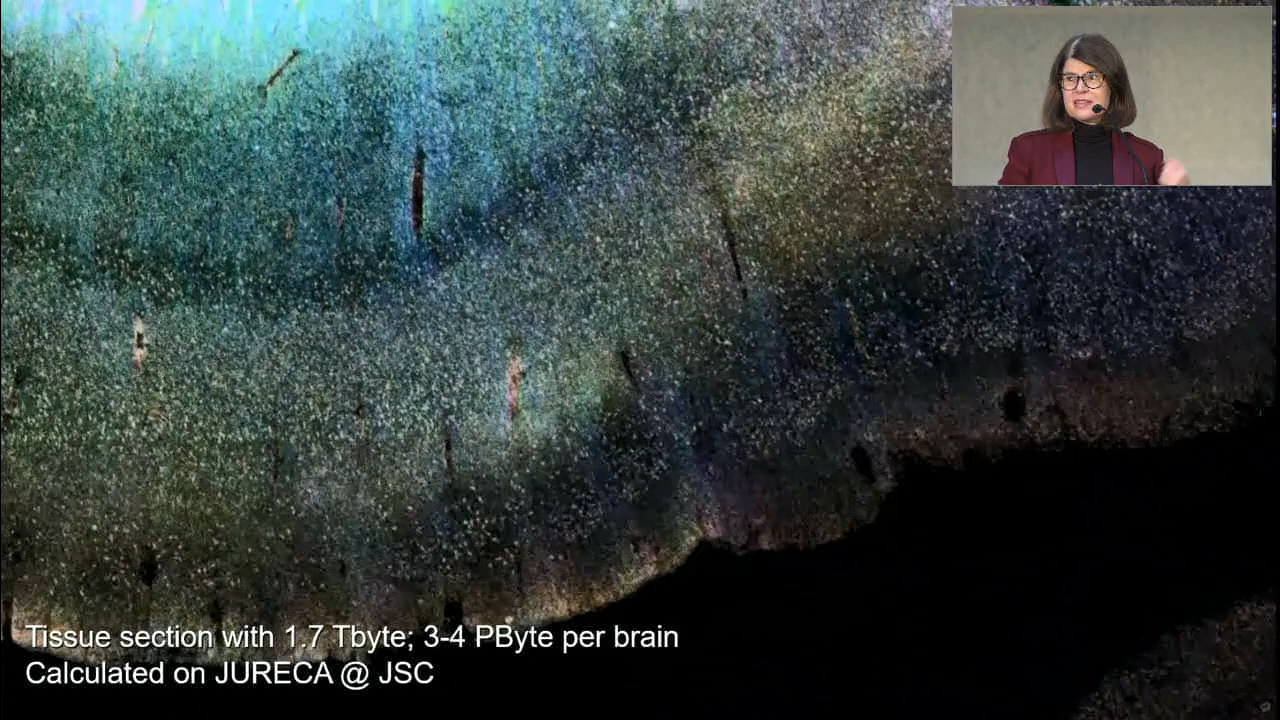 Tissue section with 1.7 Tbyte; 3-4 PByte per brain
Calculated on JURECA @ JSC